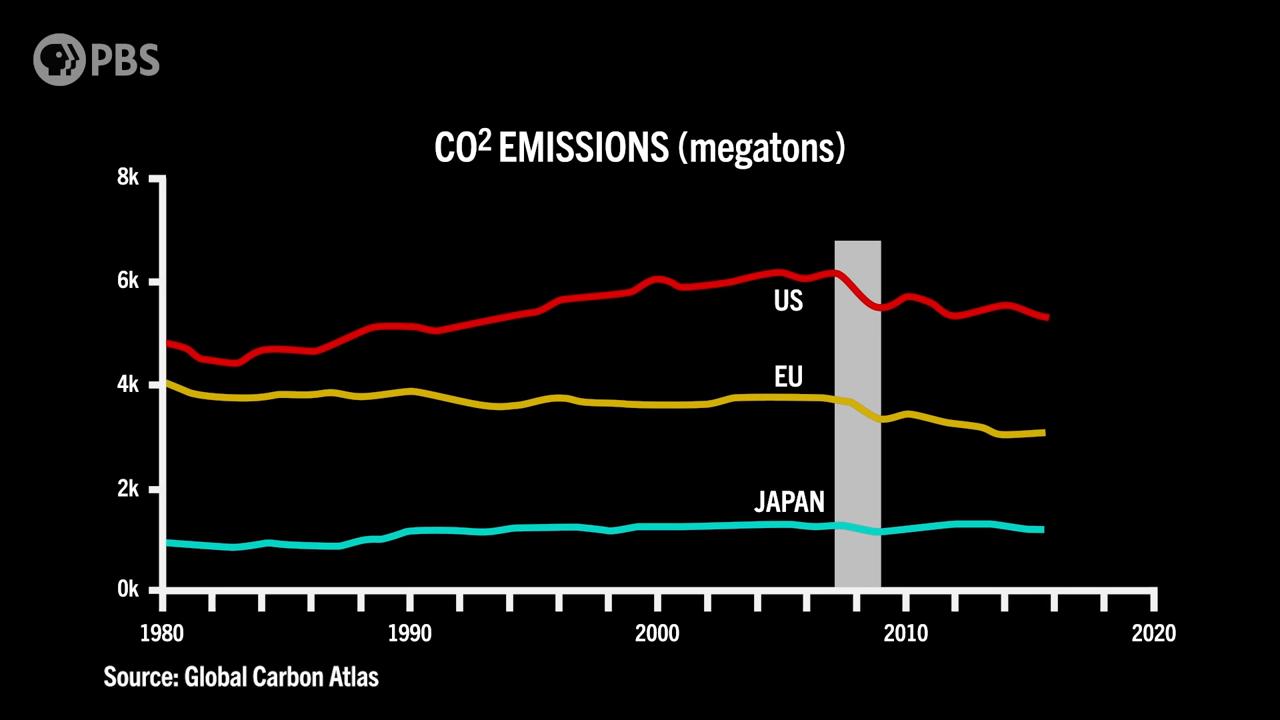 PBS
CO² EMISSIONS (megatons)
8k
6k
US
4k
EU
2k
JAPAN
0k
1980 1990 2000 2010 2020
Source: Global Carbon Atlas